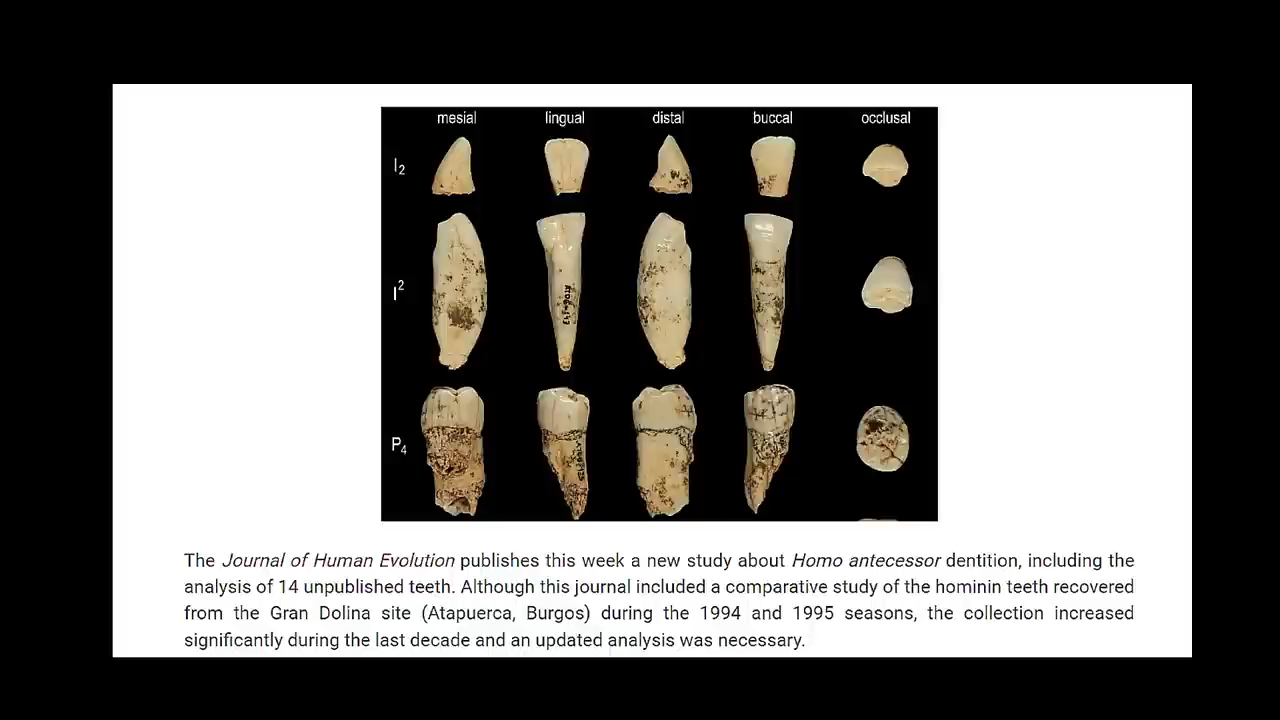 mesial lingual distal buccal occlusal
I2
I2
P4
The Journal of Human Evolution publishes this week a new study about Homo antecessor dentition, including the
analysis of 14 unpublished teeth. Although this journal included a comparative study of the hominin teeth recovered
from the Gran Dolina site (Atapuerca, Burgos) during the 1994 and 1995 seasons, the collection increased
significantly during the last decade and an updated analysis was necessary.